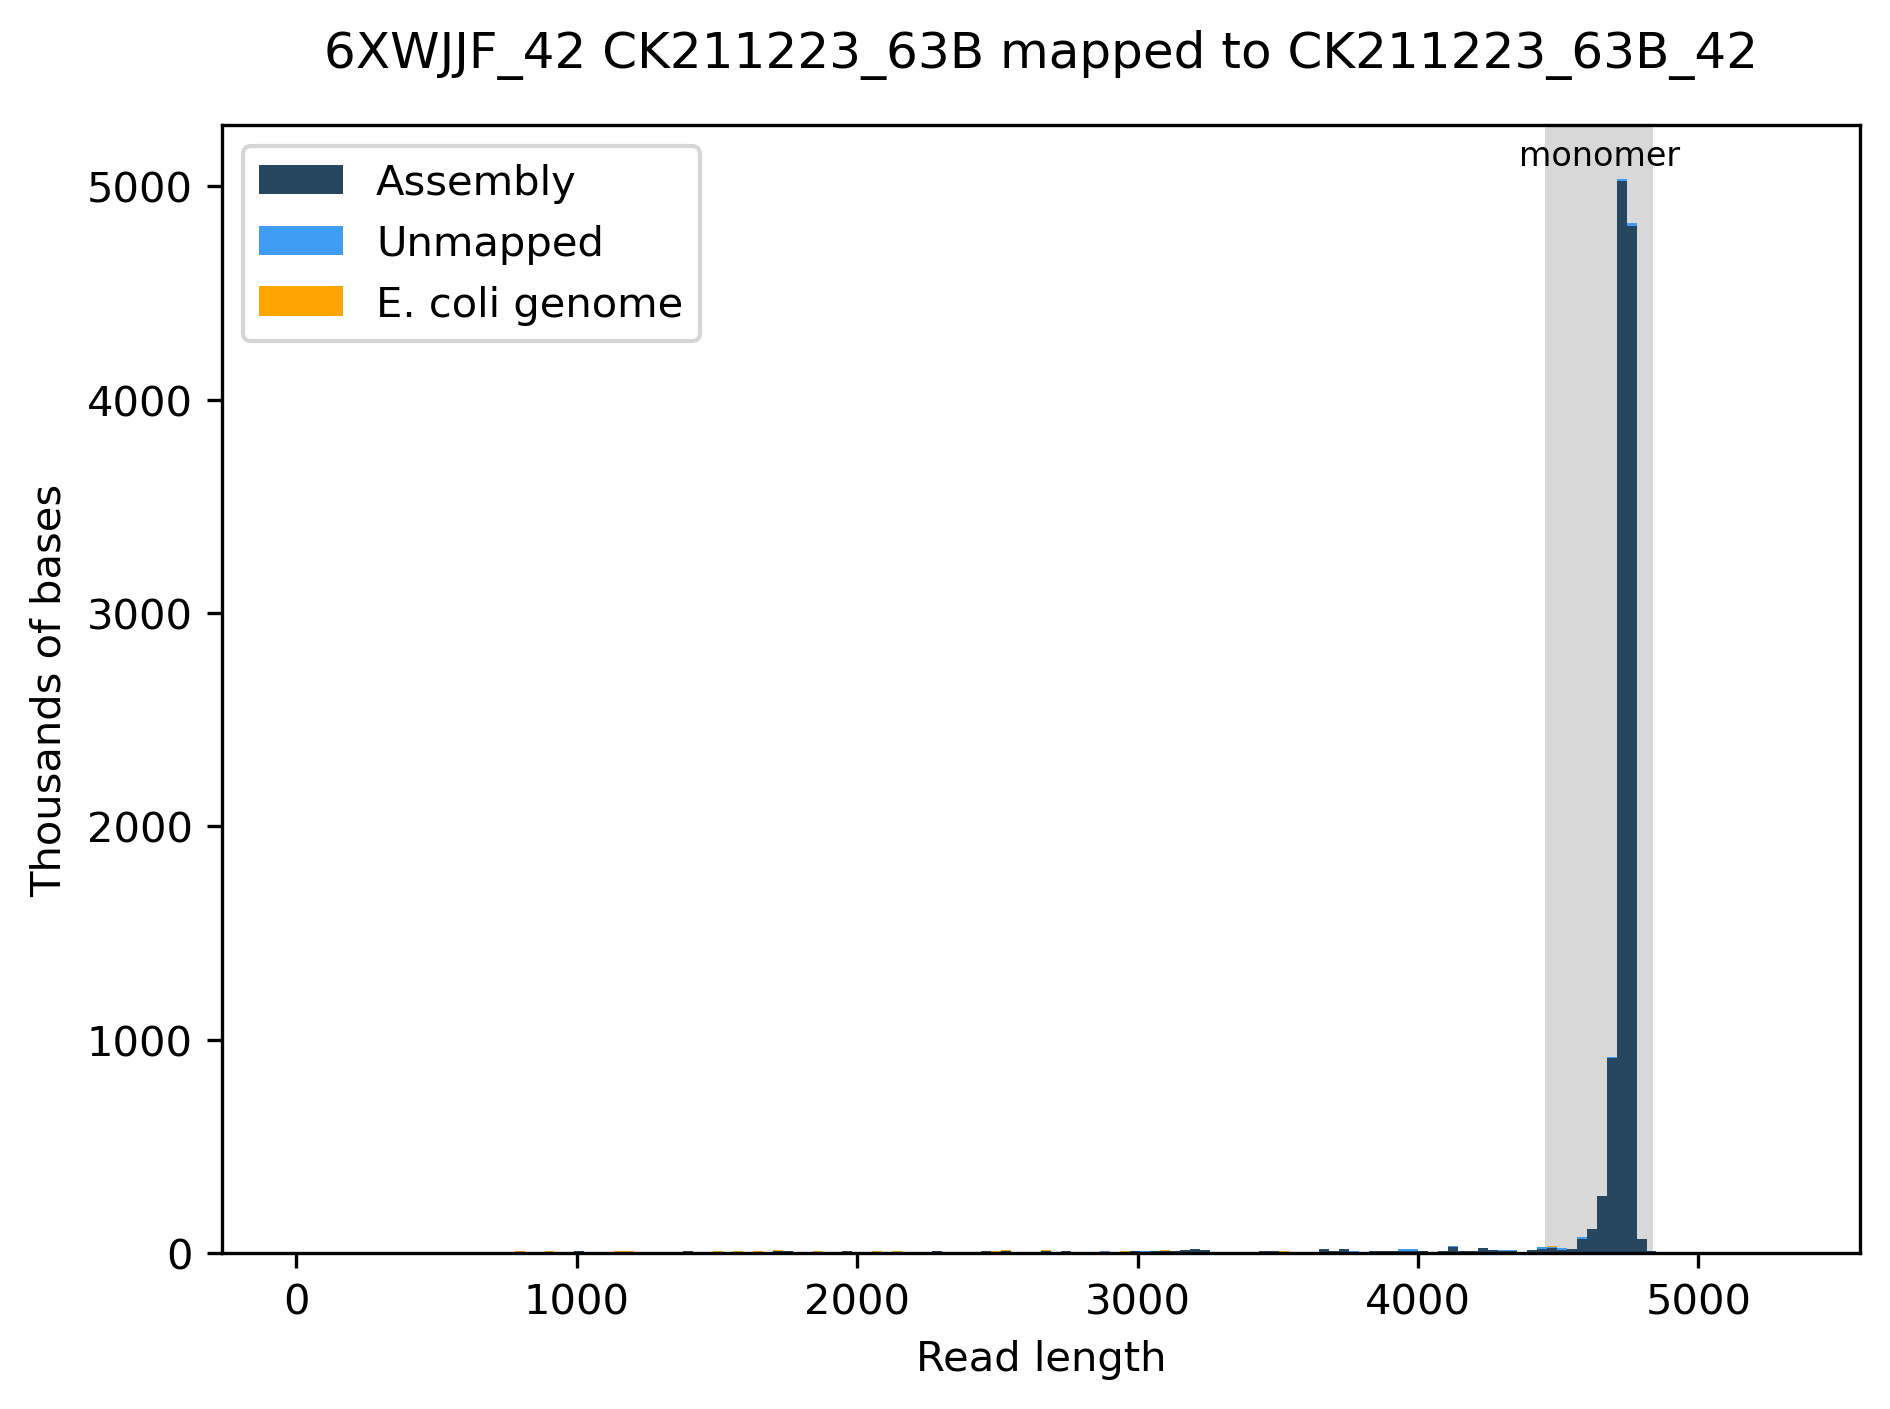 6XWJJF_42 CK211223_63B mapped to CK211223_63B_42
monomer
Assembly
Unmapped
E. coli genome
5000
4000
3000
2000
1000
0
Thousands of bases
0 1000 2000 3000 4000 5000
Read length